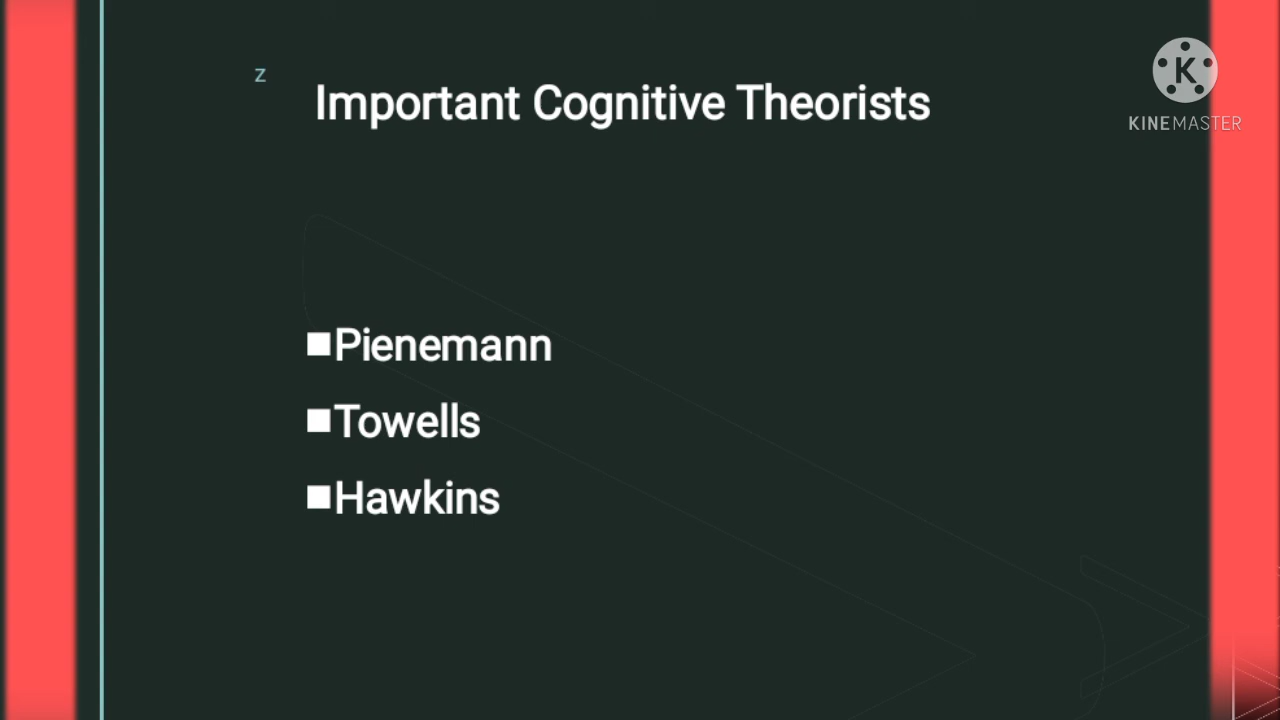 z
Important Cognitive Theorists
K
KINEMASTER
■Pienemann
■Towells
■Hawkins